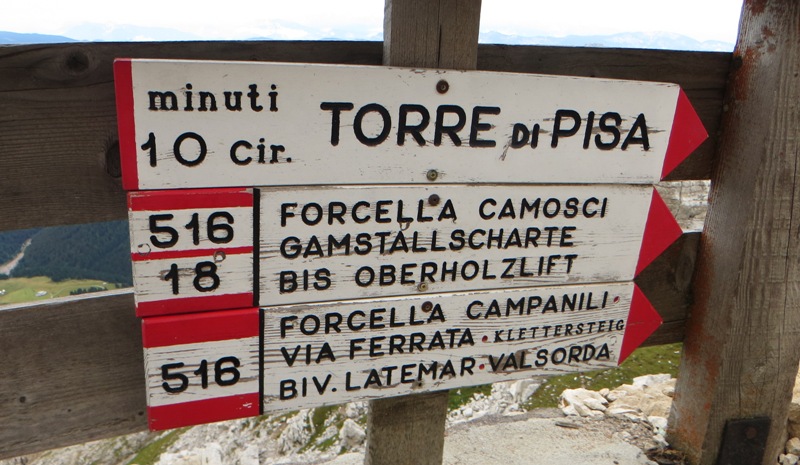 minuti
10 cir.
TORRE DI PISA
516
18
FORCELLA CAMOSCI
GAMSTALLSCHARTE
BIS OBERHOLZLIFT
516
FORCELLA CAMPANILI •
VIA FERRATA • KLETTERSTEIG
BIV. LATEMAR • VALSORDA